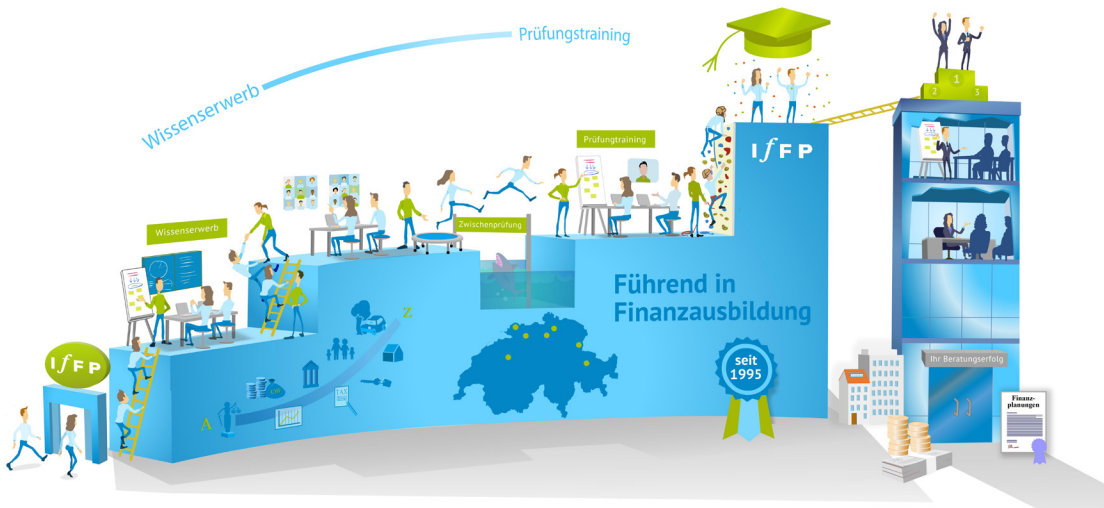 Wissenserwerb
Prüfungstraining
Wissenserwerb
Zwischenprüfung
Prüfungtraining
IfFP
IfFP
1
2
3
Führend in
Finanzausbildung
seit
1995
A
Z
TAX
Ihr Beratungserfolg
Finanz-
planungen